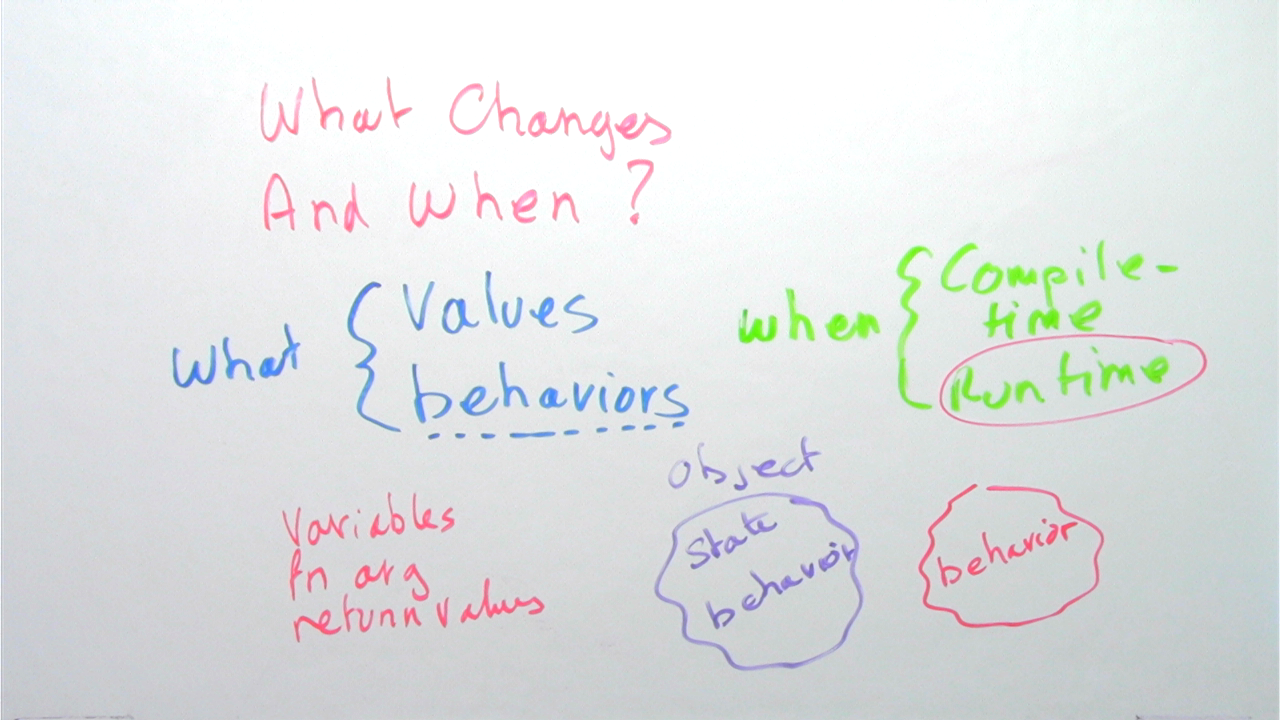 What Changes
And When ?
What { Values
behaviors
When { Compile-
time
Runtime
Variables
fn arg
return values
Object
State
behavior
behavior